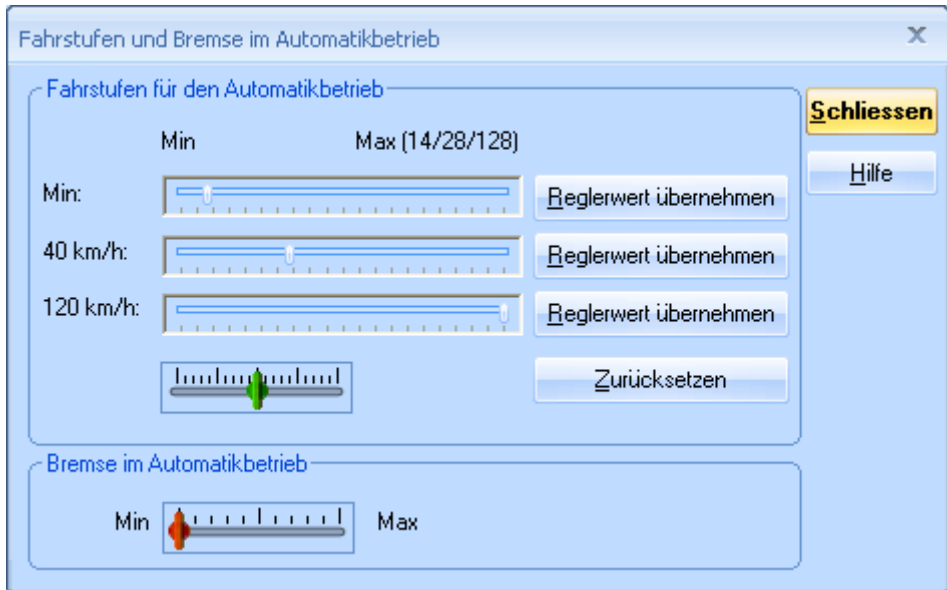 Fahrstufen und Bremse im Automatikbetrieb
x
Fahrstufen für den Automatikbetrieb
Schliessen
Min Max (14/28/128)
Hilfe
Min: Reglerwert übernehmen
40 km/h: Reglerwert übernehmen
120 km/h: Reglerwert übernehmen
Zurücksetzen
Bremse im Automatikbetrieb
Min Max